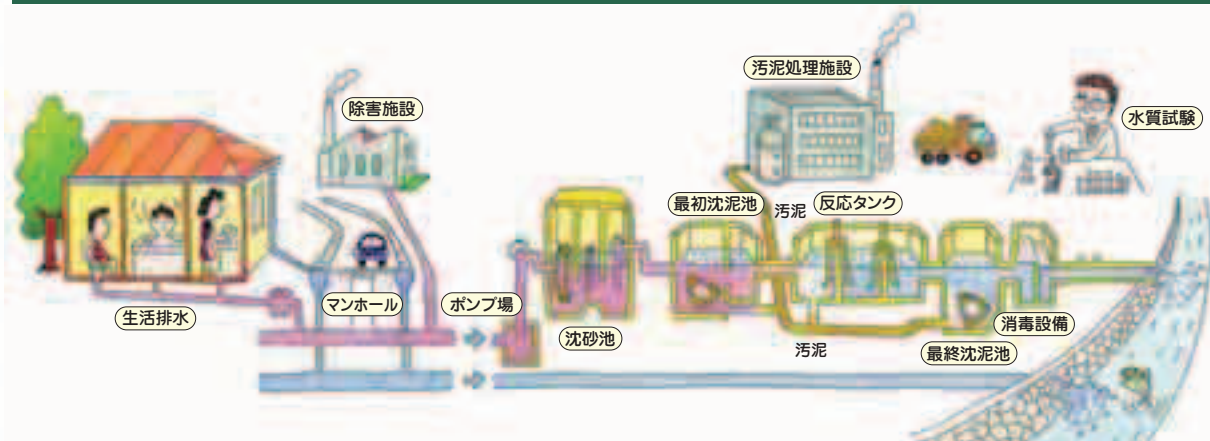 汚泥処理施設
除害施設
水質試験
最初沈殿池
汚泥
反応タンク
生活排水
マンホール
ポンプ場
沈砂池
汚泥
消毒設備
最終沈殿池